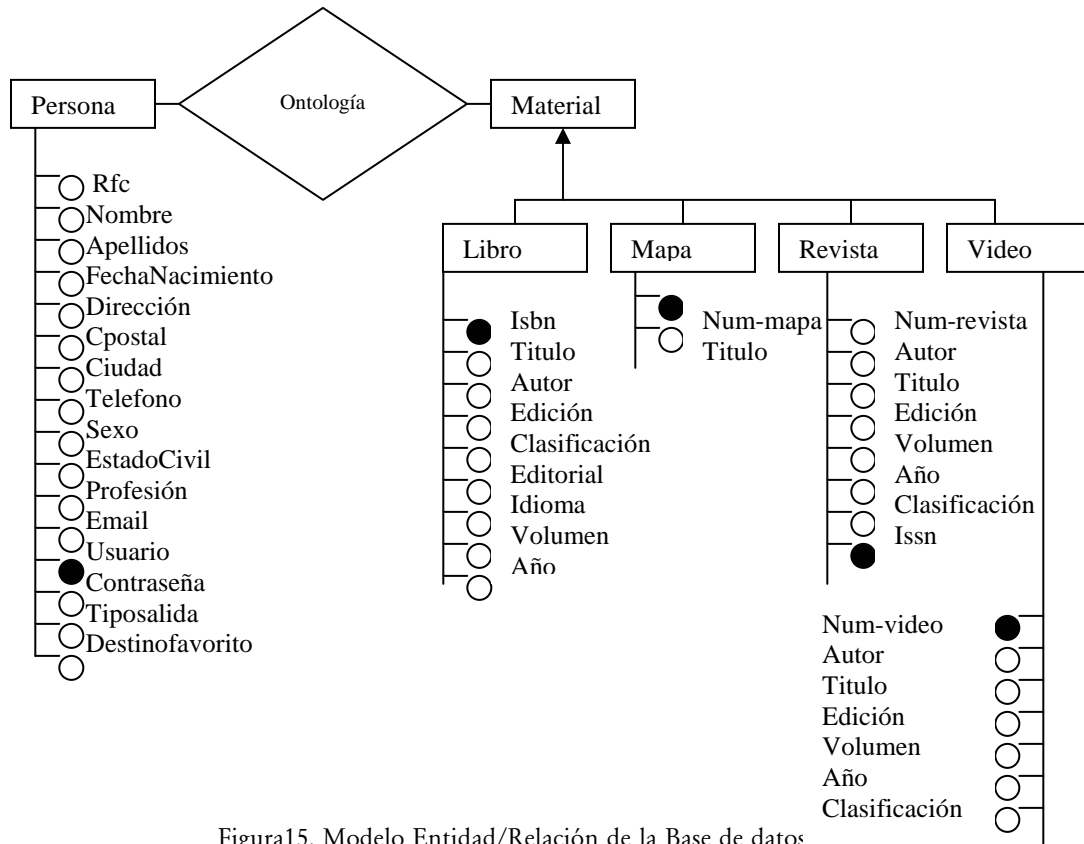 Persona
Ontología
Material
Rfc
Nombre
Apellidos
FechaNacimiento
Dirección
Cpostal
Ciudad
Telefono
Sexo
EstadoCivil
Profesión
Email
Usuario
Contraseña
Tiposalida
Destinofavorito
Libro
Isbn
Titulo
Autor
Edición
Clasificación
Editorial
Idioma
Volumen
Año
Mapa
Num-mapa
Titulo
Revista
Num-revista
Autor
Titulo
Edición
Volumen
Año
Clasificación
Issn
Video
Num-video
Autor
Titulo
Edición
Volumen
Año
Clasificación
Figura15. Modelo Entidad/Relación de la Base de datos